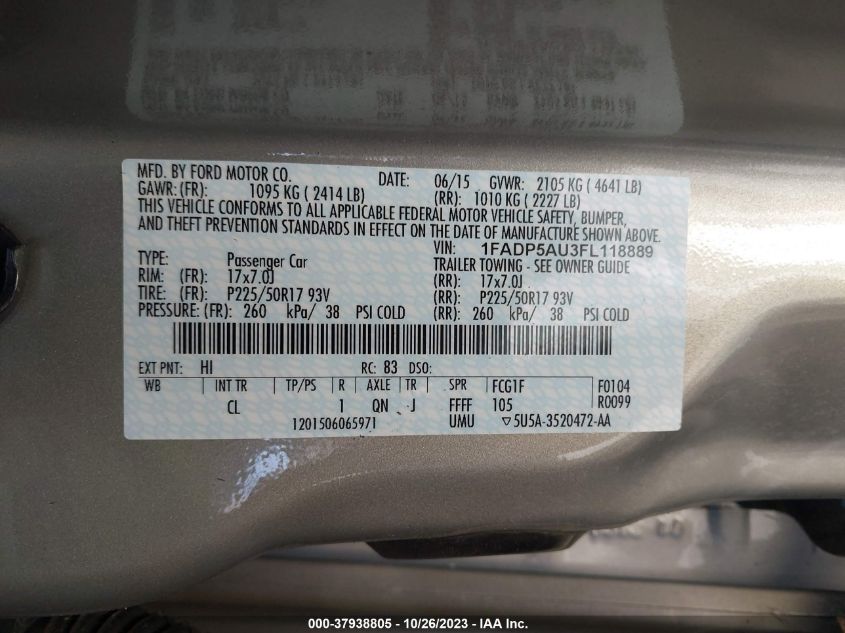 MFD. BY FORD MOTOR CO. DATE: 06/15 GVWR: 2105 KG ( 4641 LB)
GAWR: (FR): 1095 KG ( 2414 LB) (RR): 1010 KG ( 2227 LB)
THIS VEHICLE CONFORMS TO ALL APPLICABLE FEDERAL MOTOR VEHICLE SAFETY, BUMPER,
AND THEFT PREVENTION STANDARDS IN EFFECT ON THE DATE OF MANUFACTURE SHOWN ABOVE.
VIN: 1FADP5AU3FL118889
TYPE: Passenger Car TRAILER TOWING - SEE OWNER GUIDE
RIM: (FR): 17x7.0J (RR): 17x7.0J
TIRE: (FR): P225/50R17 93V (RR): P225/50R17 93V
PRESSURE: (FR): 260 kPa/ 38 PSI COLD (RR): 260 kPa/ 38 PSI COLD
EXT PNT: HI RC: 83 DSO:
WB INT TR TP/PS R AXLE TR SPR FCG1F F0104
CL 1 QN J FFFF 105 R0099
1201506065971 UMU ▽5U5A-3520472-AA
000-37938805 - 10/26/2023 - IAA Inc.